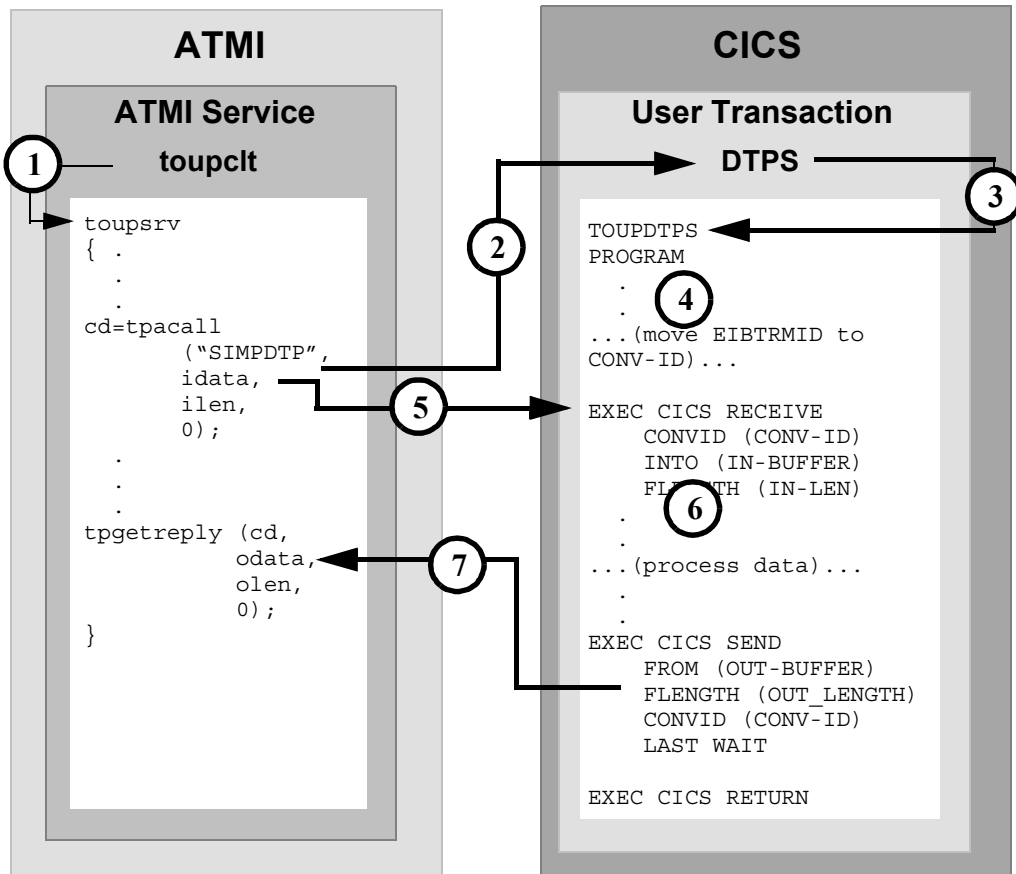 ATMI
ATMI Service
toupclt
1
toupsrv
{ .
.
.
cd=tpacall
(“SIMPDTP”,
idata,
ilen,
0);
.
.
.
tpgetreply (cd,
odata,
olen,
0);
}
2
5
7
CICS
User Transaction
DTPS
3
TOUPDTPS
PROGRAM
.
.
4
...(move EIBTRMID to
CONV-ID)...
EXEC CICS RECEIVE
CONVID (CONV-ID)
INTO (IN-BUFFER)
FLENGTH (IN-LEN)
6
.
.
...(process data)...
.
.
EXEC CICS SEND
FROM (OUT-BUFFER)
FLENGTH (OUT_LENGTH)
CONVID (CONV-ID)
LAST WAIT
EXEC CICS RETURN